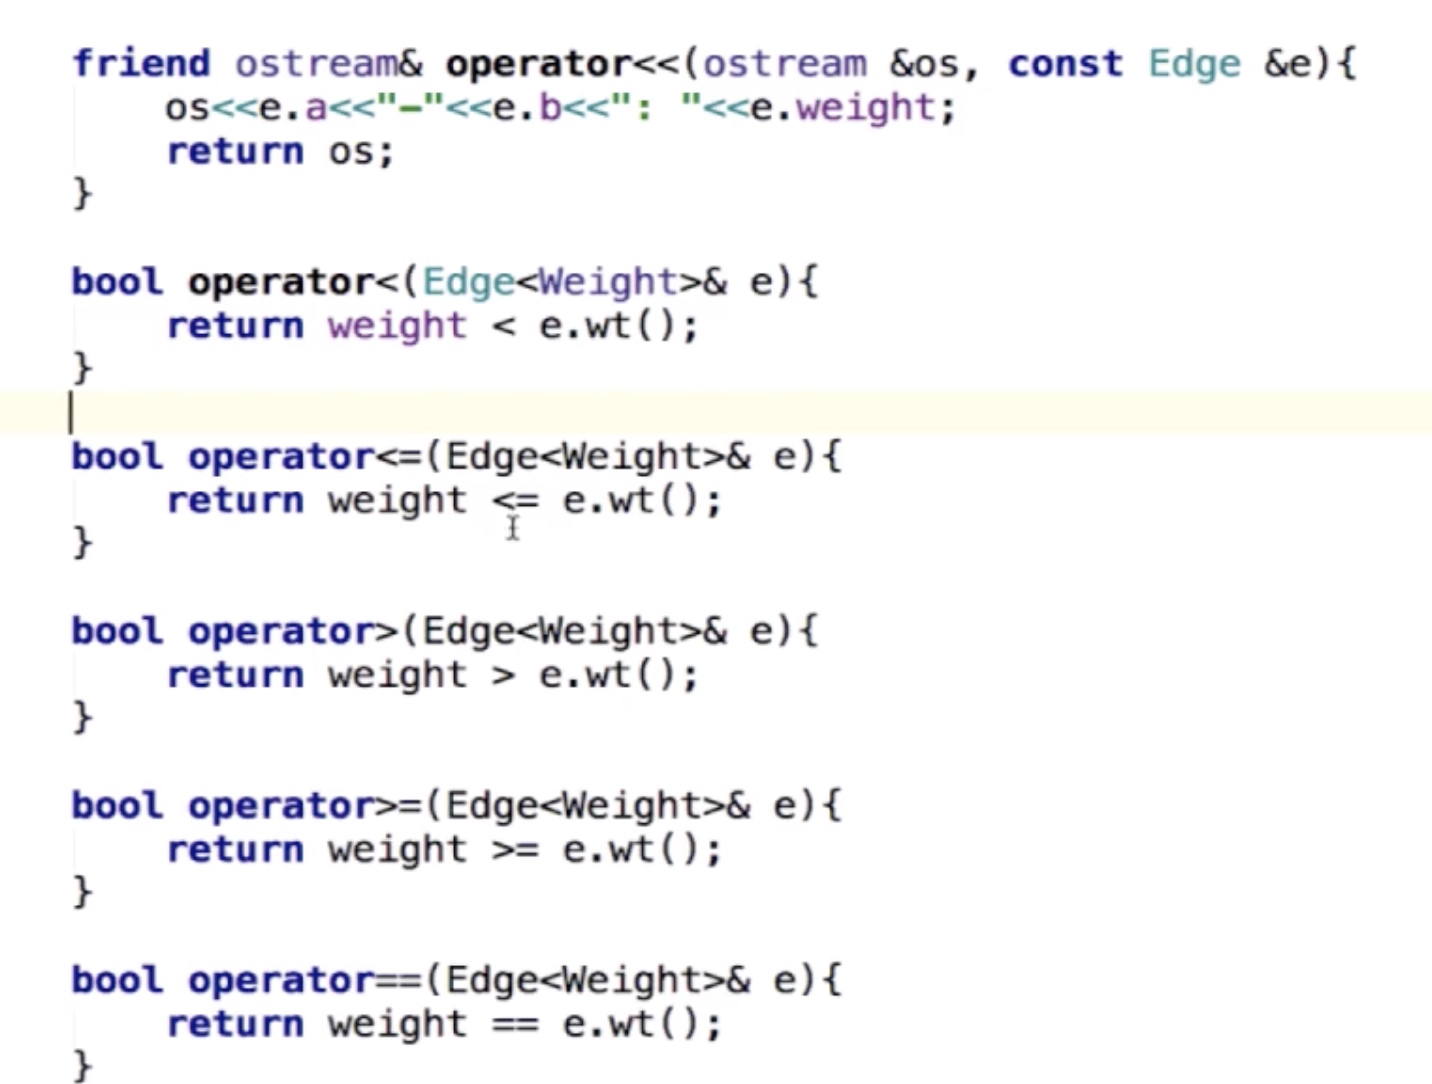 friend ostream& operator<<(ostream &os, const Edge &e){
    os<<e.a<<"-"<<e.b<<": "<<e.weight;
    return os;
}
bool operator<(Edge<Weight>& e){
    return weight < e.wt();
}
bool operator<=(Edge<Weight>& e){
    return weight <= e.wt();
}
bool operator>(Edge<Weight>& e){
    return weight > e.wt();
}
bool operator>=(Edge<Weight>& e){
    return weight >= e.wt();
}
bool operator==(Edge<Weight>& e){
    return weight == e.wt();
}